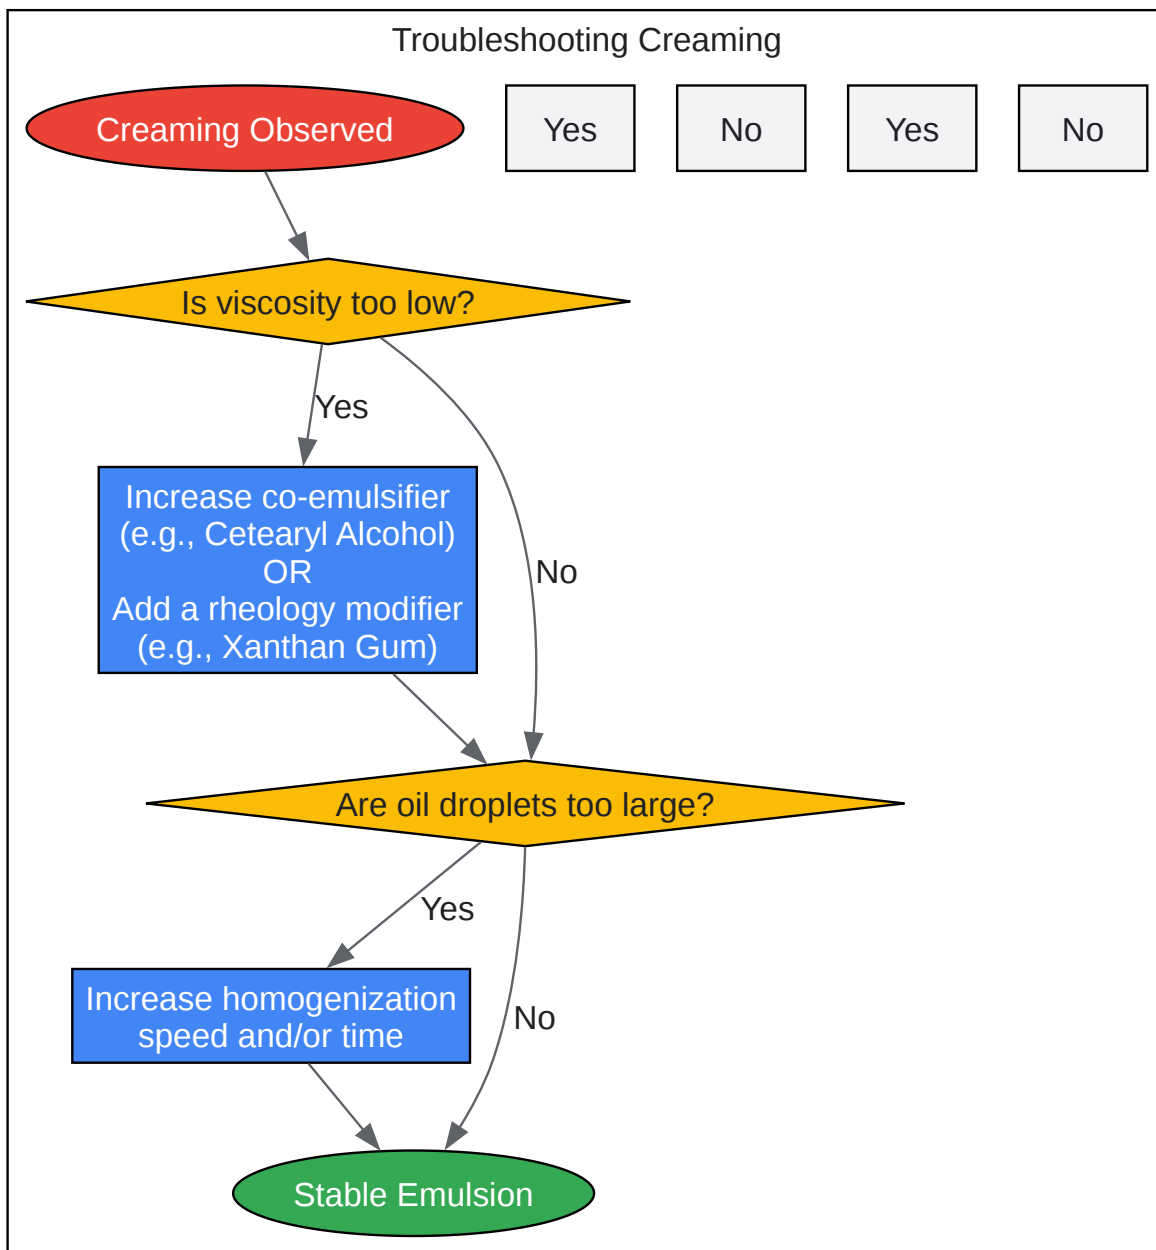 Troubleshooting Creaming
Creaming Observed
Yes
No
Yes
No
Is viscosity too low?
Yes
Increase co-emulsifier
(e.g., Cetearyl Alcohol)
OR
Add a rheology modifier
(e.g., Xanthan Gum)
No
Are oil droplets too large?
Yes
Increase homogenization
speed and/or time
No
Stable Emulsion